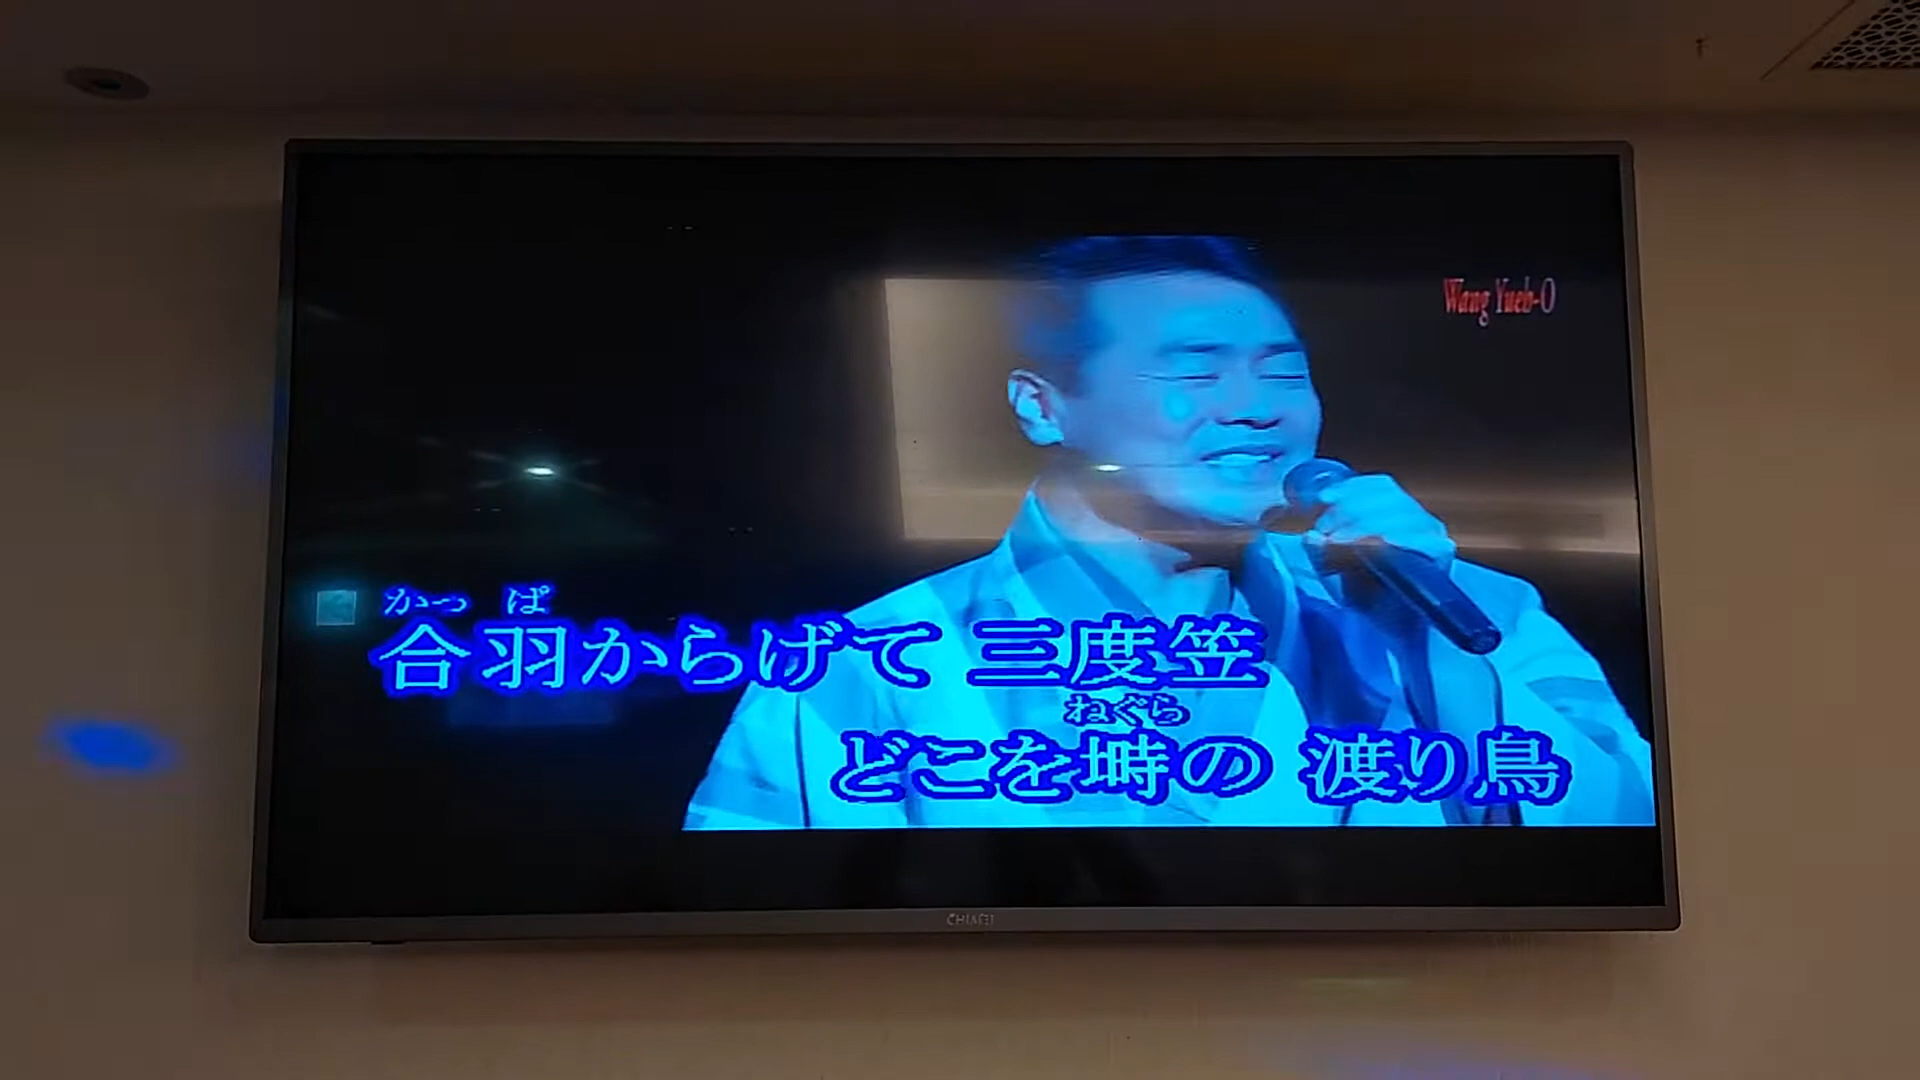 Wang Yueh-O
かっぱ
合羽からげて 三度笠
ねぐら
どこを塒の 渡り鳥
CHIMEI